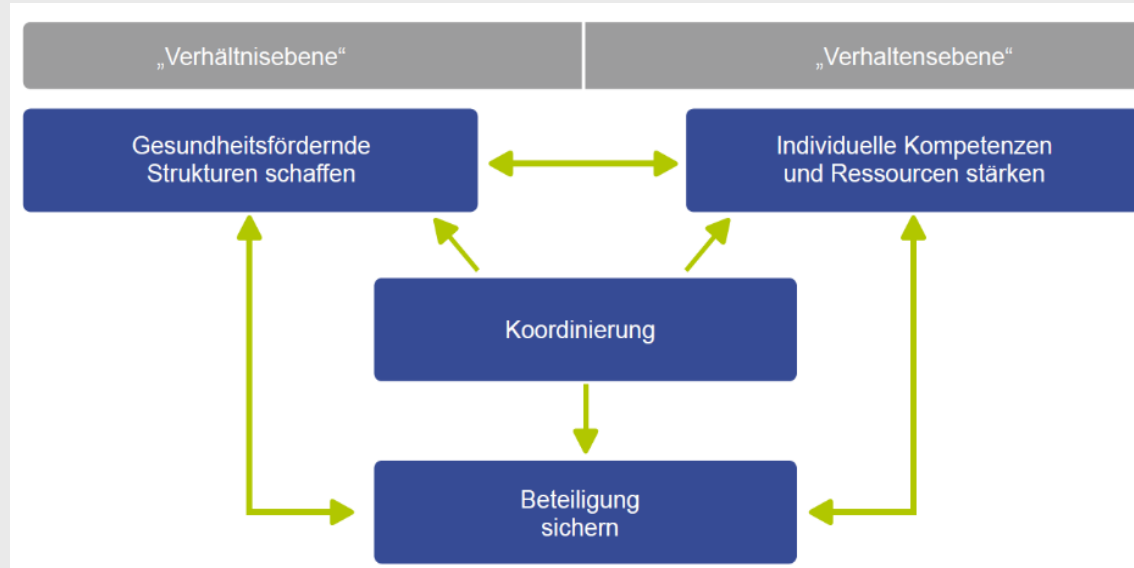 „Verhältnisebene“
„Verhaltensebene“
Gesundheitsfördernde
Strukturen schaffen
Individuelle Kompetenzen
und Ressourcen stärken
Koordinierung
Beteiligung
sichern